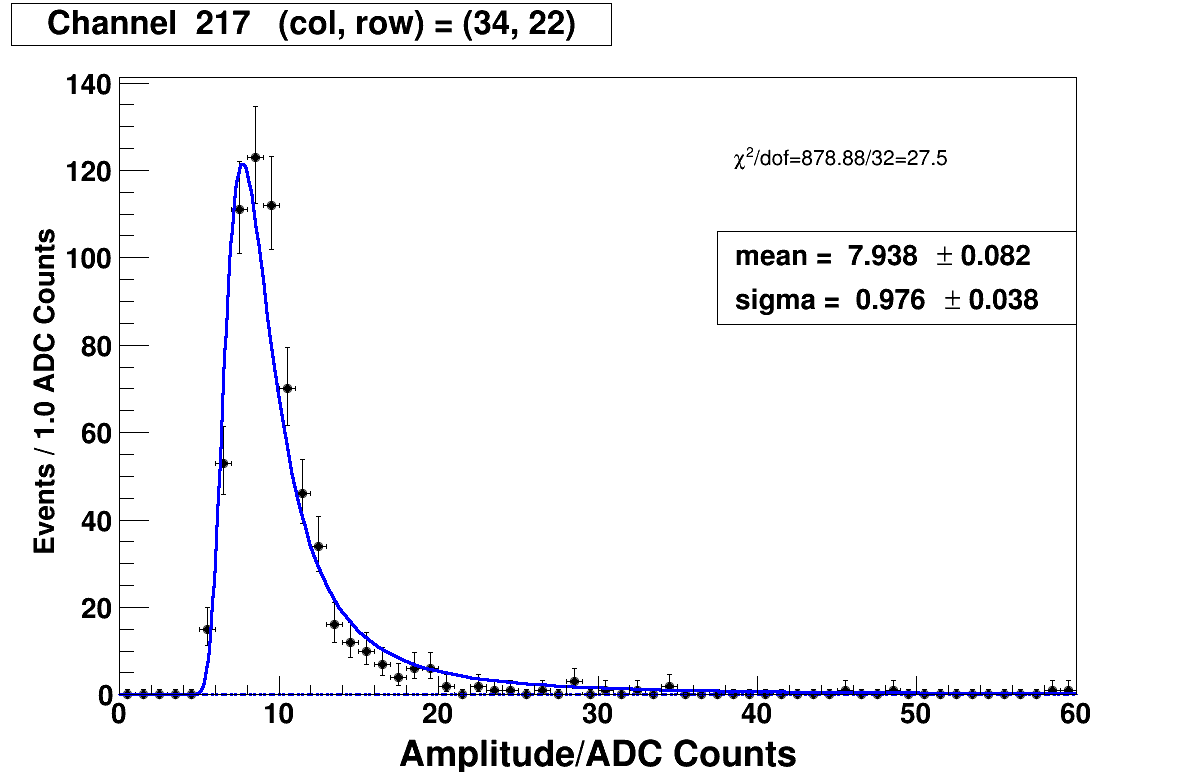 Channel 217 (col, row) = (34, 22)
Events / 1.0 ADC Counts
140
120
100
80
60
40
20
0
χ²/dof=878.88/32=27.5
mean = 7.938 ± 0.082
sigma = 0.976 ± 0.038
0 10 20 30 40 50 60
Amplitude/ADC Counts